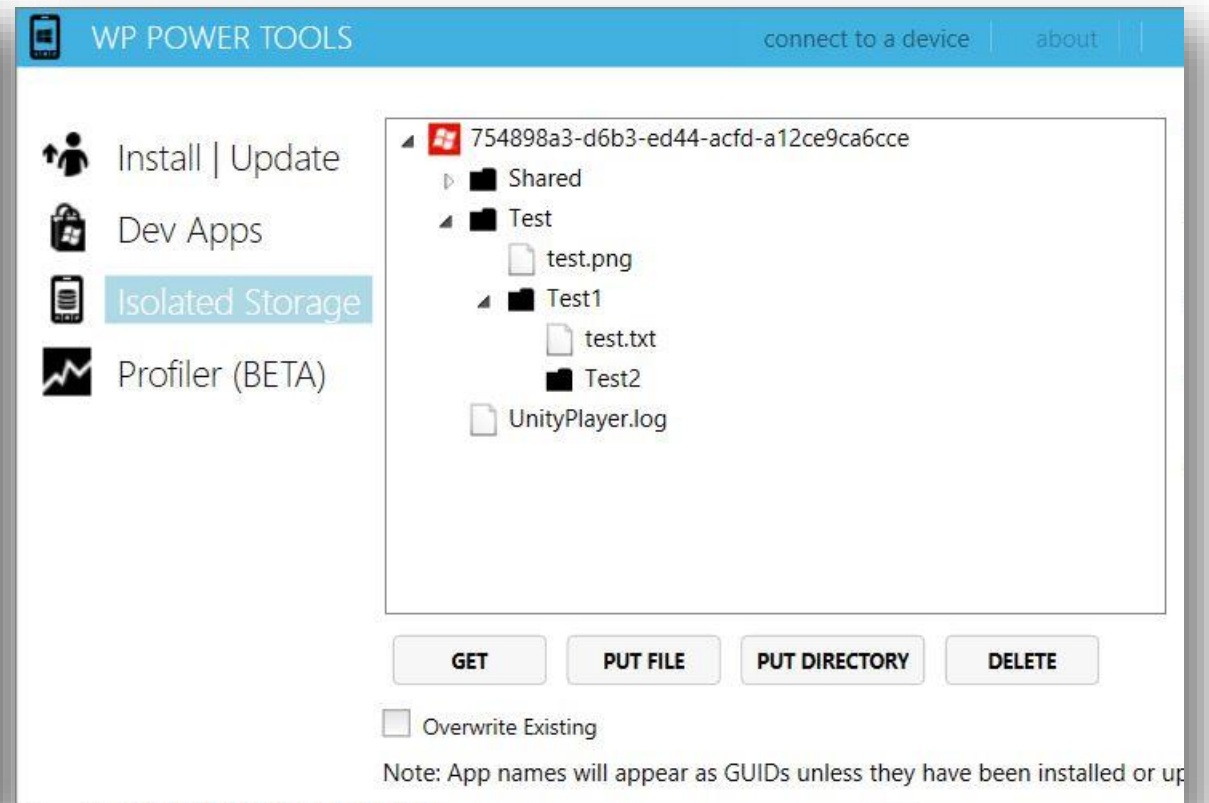 WP POWER TOOLS
connect to a device
about
Install | Update
Dev Apps
Isolated Storage
Profiler (BETA)
754898a3-d6b3-ed44-acfd-a12ce9ca6cce
Shared
Test
test.png
Test1
test.txt
Test2
UnityPlayer.log
GET
PUT FILE
PUT DIRECTORY
DELETE
Overwrite Existing
Note: App names will appear as GUIDs unless they have been installed or up